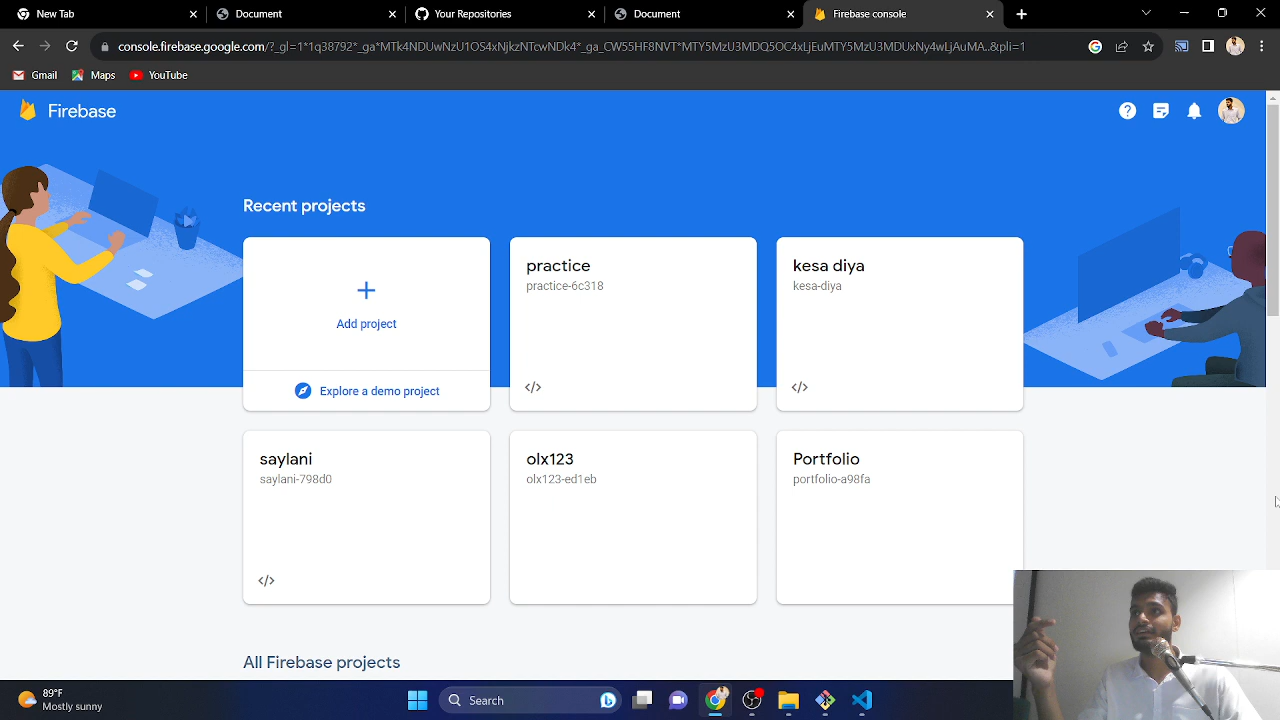 New Tab
Document
Your Repositories
Document
Firebase console
console.firebase.google.com/?_gl=1*1q38792*_ga*MTk4NDUwNzU1OS4xNjkzNTcwNDk4*_ga_CW55HF8NVT*MTY5MzU3MDQ5OC4xLjEuMTY5MzU3MDUxNy4wLjAuMA..&pli=1
Gmail
Maps
YouTube
Firebase
Recent projects
Add project
Explore a demo project
practice
practice-6c318
</>
kesa diya
kesa-diya
</>
saylani
saylani-798d0
</>
olx123
olx123-ed1eb
Portfolio
portfolio-a98fa
All Firebase projects
89°F
Mostly sunny
Search